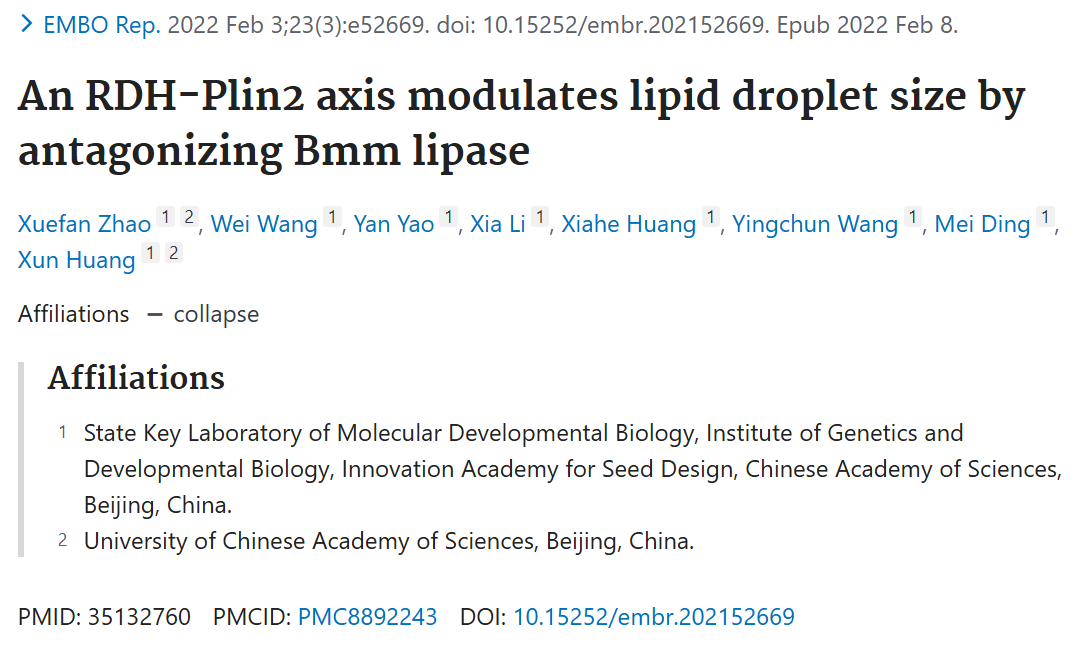 EMBO Rep. 2022 Feb 3;23(3):e52669. doi: 10.15252/embr.202152669. Epub 2022 Feb 8.
An RDH-Plin2 axis modulates lipid droplet size by
antagonizing Bmm lipase
Xuefan Zhao 1 2, Wei Wang 1, Yan Yao 1, Xia Li 1, Xiahe Huang 1, Yingchun Wang 1, Mei Ding 1,
Xun Huang 1 2
Affiliations — collapse
Affiliations
1 State Key Laboratory of Molecular Developmental Biology, Institute of Genetics and
Developmental Biology, Innovation Academy for Seed Design, Chinese Academy of Sciences,
Beijing, China.
2 University of Chinese Academy of Sciences, Beijing, China.
PMID: 35132760 PMCID: PMC8892243 DOI: 10.15252/embr.202152669